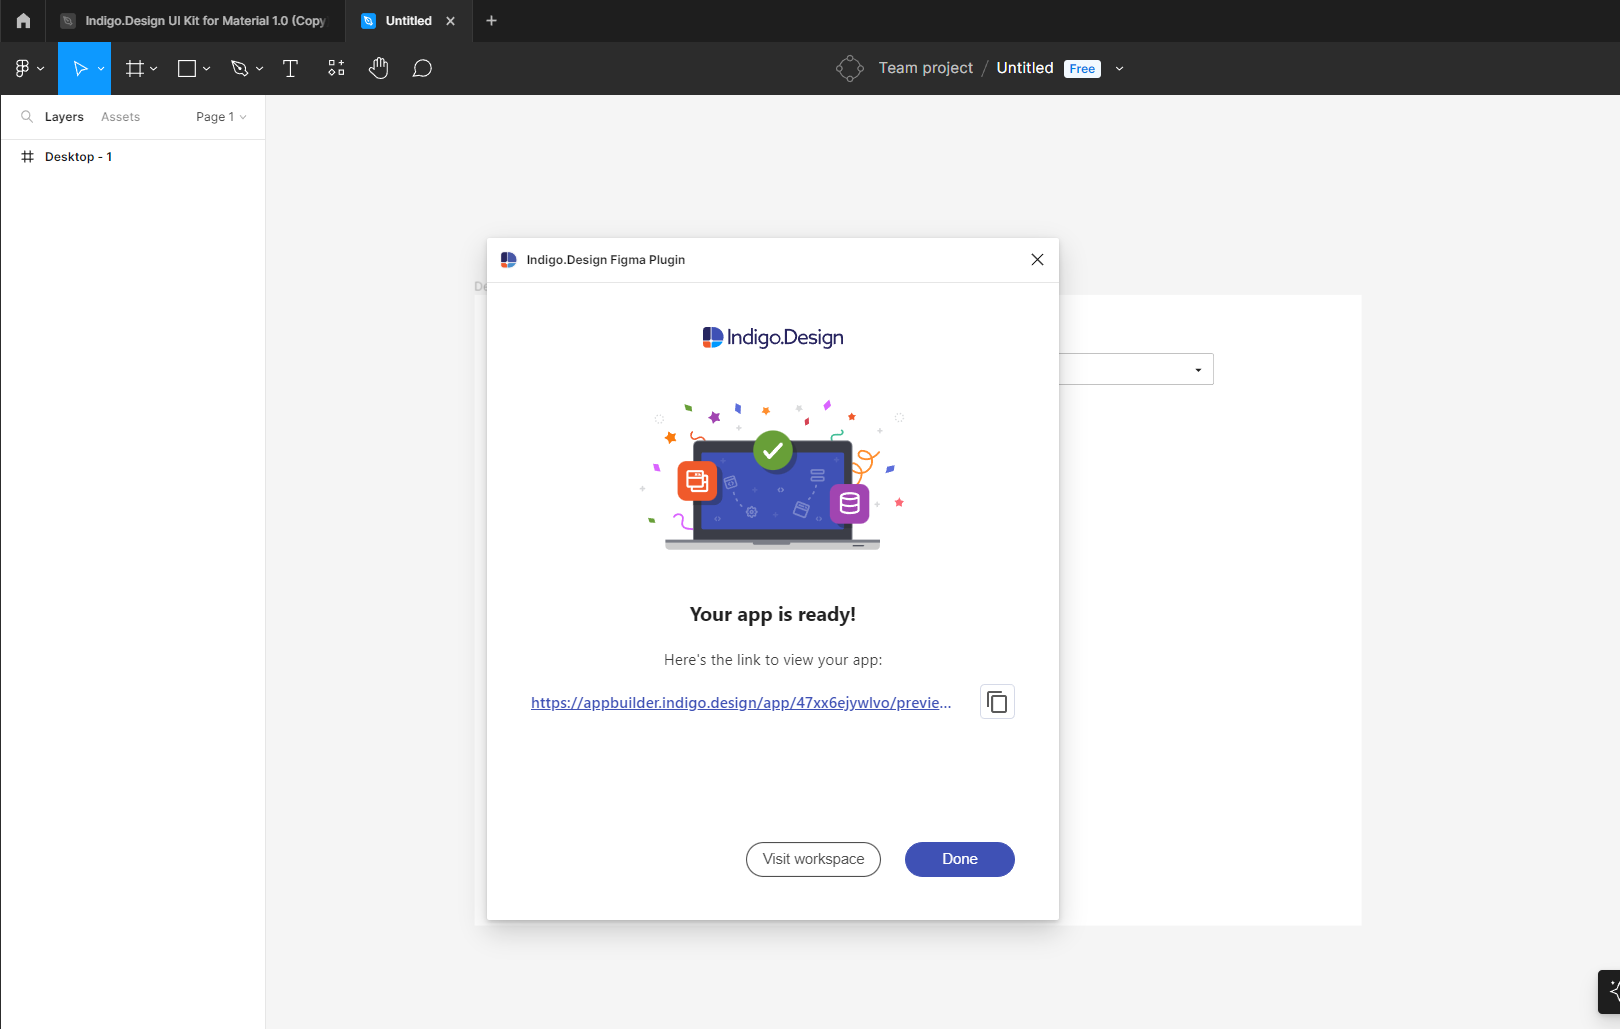 Indigo.Design UI Kit for Material 1.0 (Copy
Untitled
Team project / Untitled Free
Layers Assets Page 1
Desktop - 1
Indigo.Design Figma Plugin
De
Indigo.Design
Your app is ready!
Here's the link to view your app:
https://appbuilder.indigo.design/app/47xx6ejywlvo/previe...
Visit workspace Done